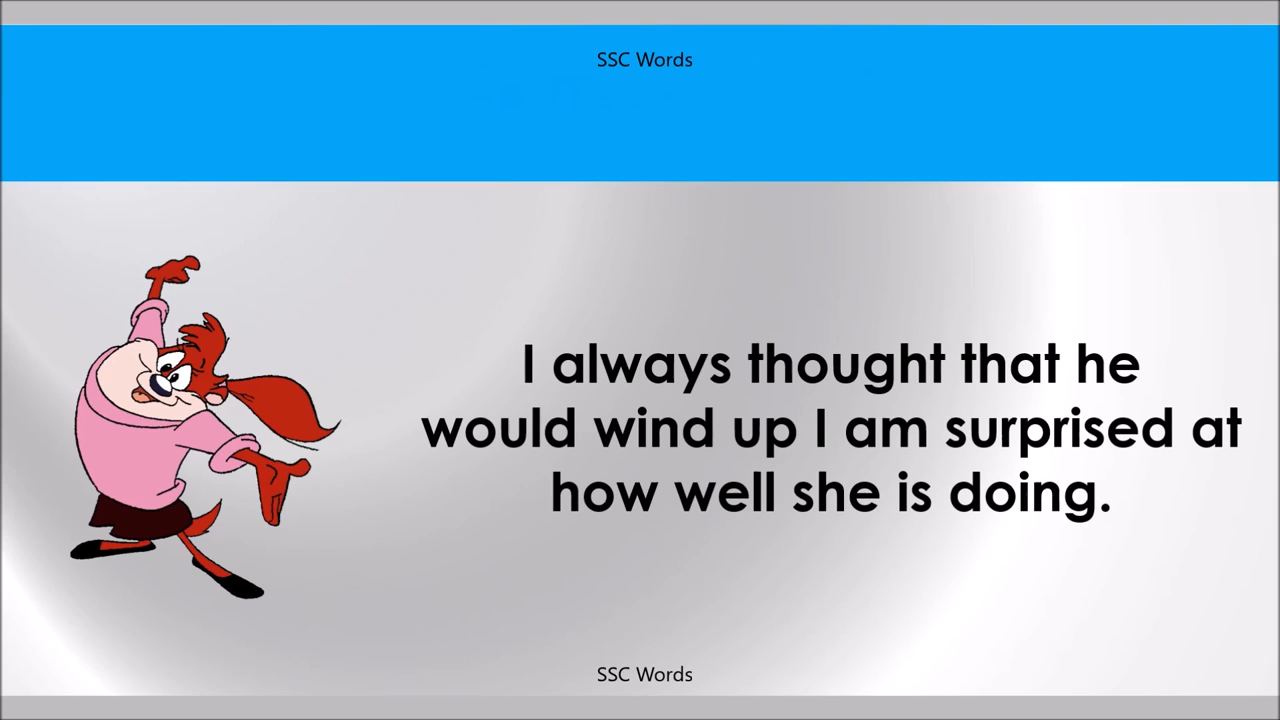 SSC Words
I always thought that he
would wind up I am surprised at
how well she is doing.
SSC Words